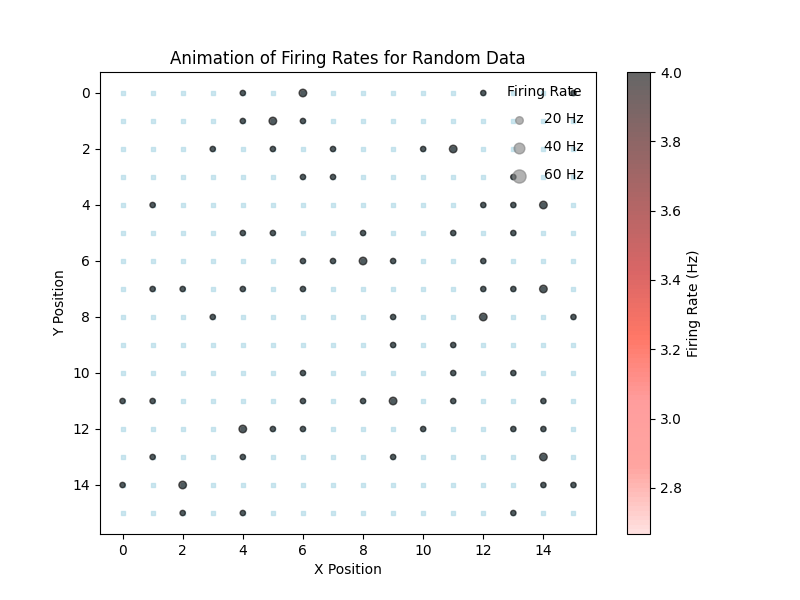 Animation of Firing Rates for Random Data
Firing Rate
20 Hz
40 Hz
60 Hz
0
2
4
6
8
10
12
14
Y Position
0 2 4 6 8 10 12 14
X Position
4.0
3.8
3.6
3.4
3.2
3.0
2.8
Firing Rate (Hz)